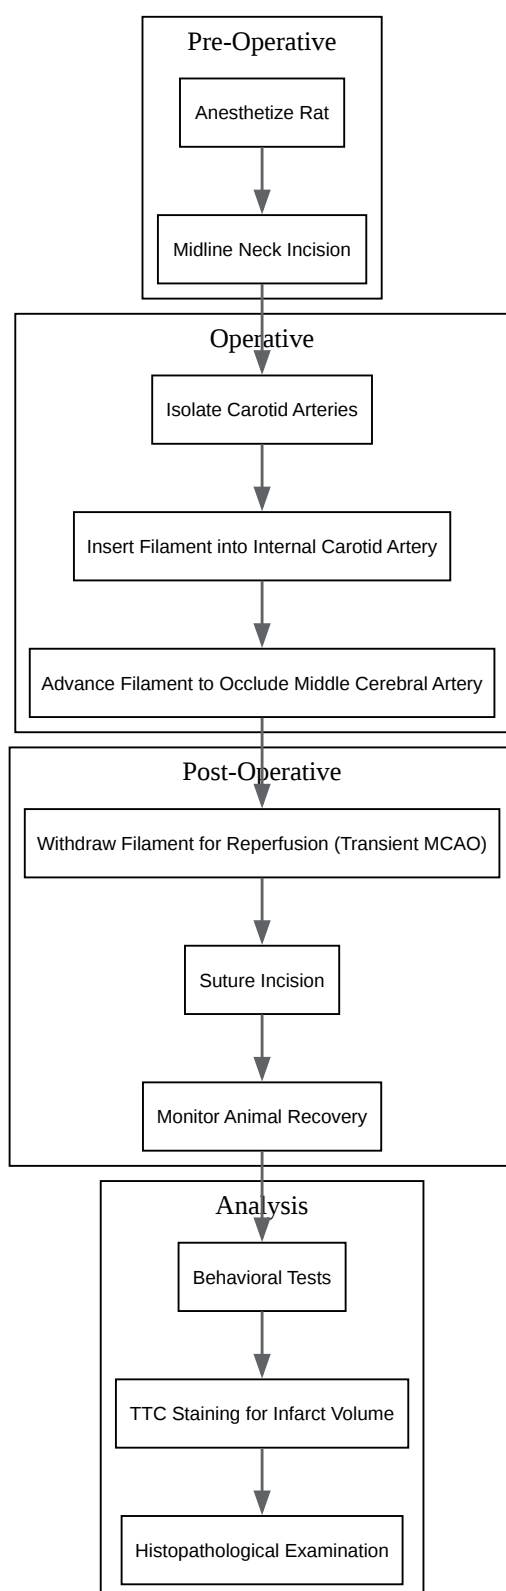 Pre-Operative
Anesthetize Rat
Midline Neck Incision
Operative
Isolate Carotid Arteries
Insert Filament into Internal Carotid Artery
Advance Filament to Occlude Middle Cerebral Artery
Post-Operative
Withdraw Filament for Reperfusion (Transient MCAO)
Suture Incision
Monitor Animal Recovery
Analysis
Behavioral Tests
TTC Staining for Infarct Volume
Histopathological Examination